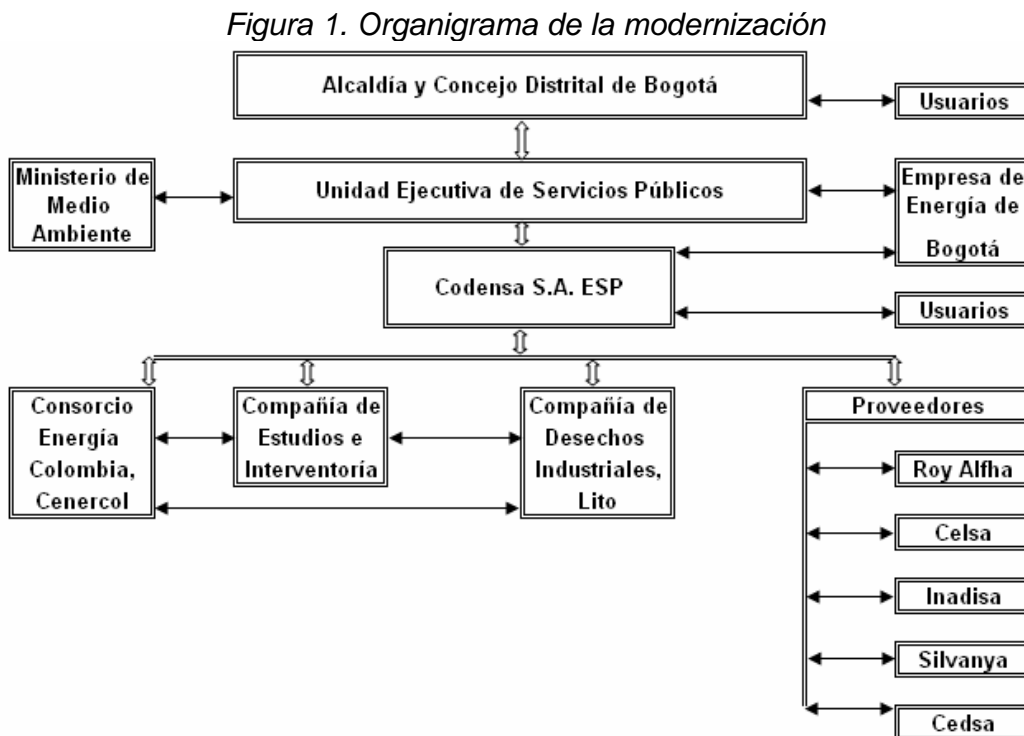 Figura 1. Organigrama de la modernización
Alcaldía y Concejo Distrital de Bogotá
Usuarios
Ministerio de
Medio
Ambiente
Unidad Ejecutiva de Servicios Públicos
Empresa de
Energía de
Bogotá
Codensa S.A. ESP
Usuarios
Consorcio
Energía
Colombia,
Cenercol
Compañía de
Estudios e
Interventoría
Compañía de
Desechos
Industriales,
Lito
Proveedores
Roy Alfha
Celsa
Inadisa
Silvanya
Cedsa